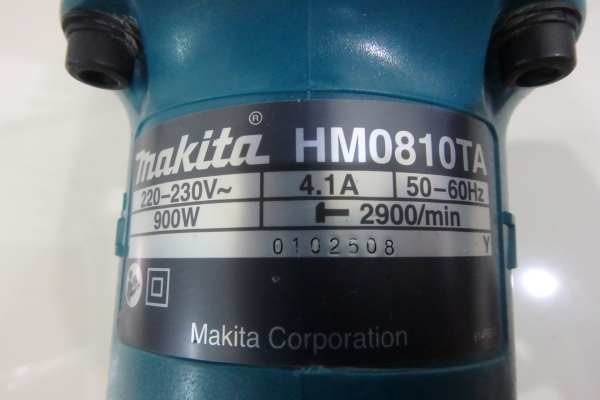 makita® HM0810TA
220-230V~ 4.1A 50-60Hz
900W 2900/min
0102508 Y
Makita Corporation